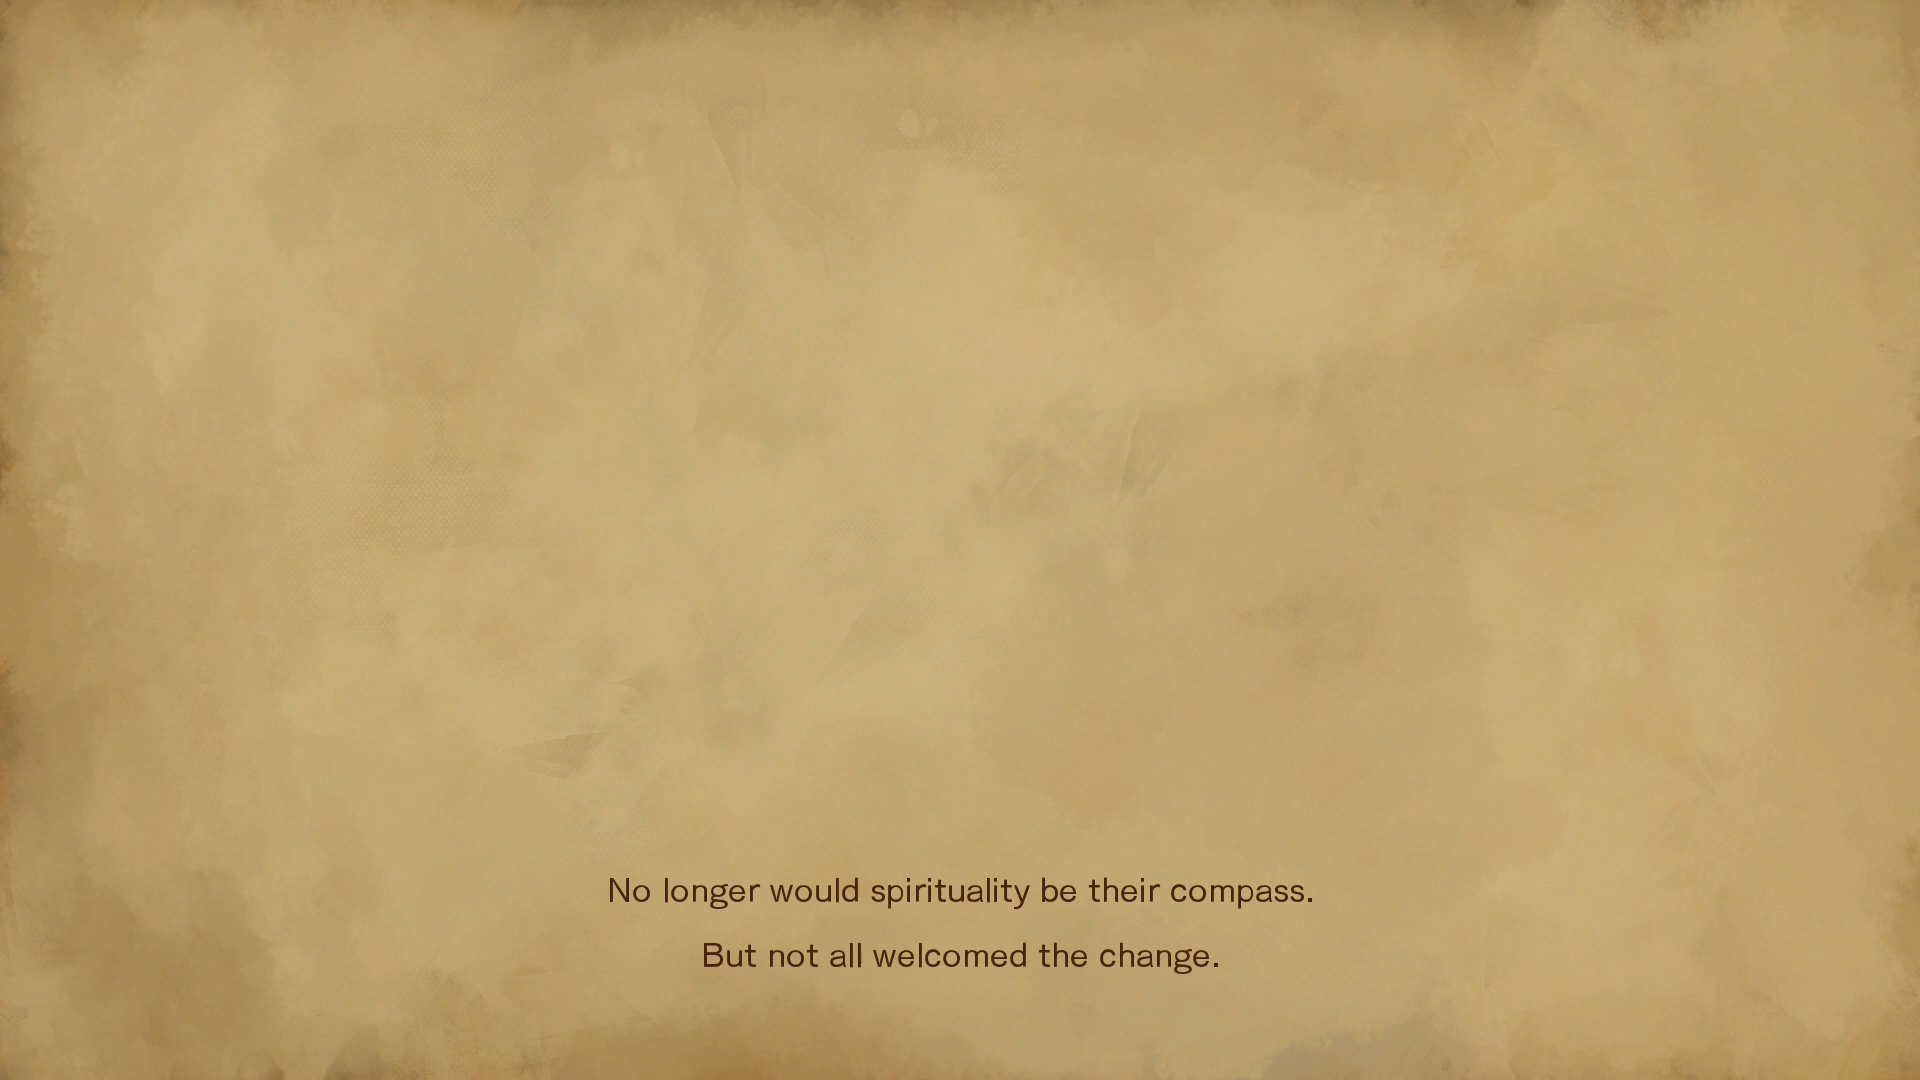 No longer would spirituality be their compass.
But not all welcomed the change.